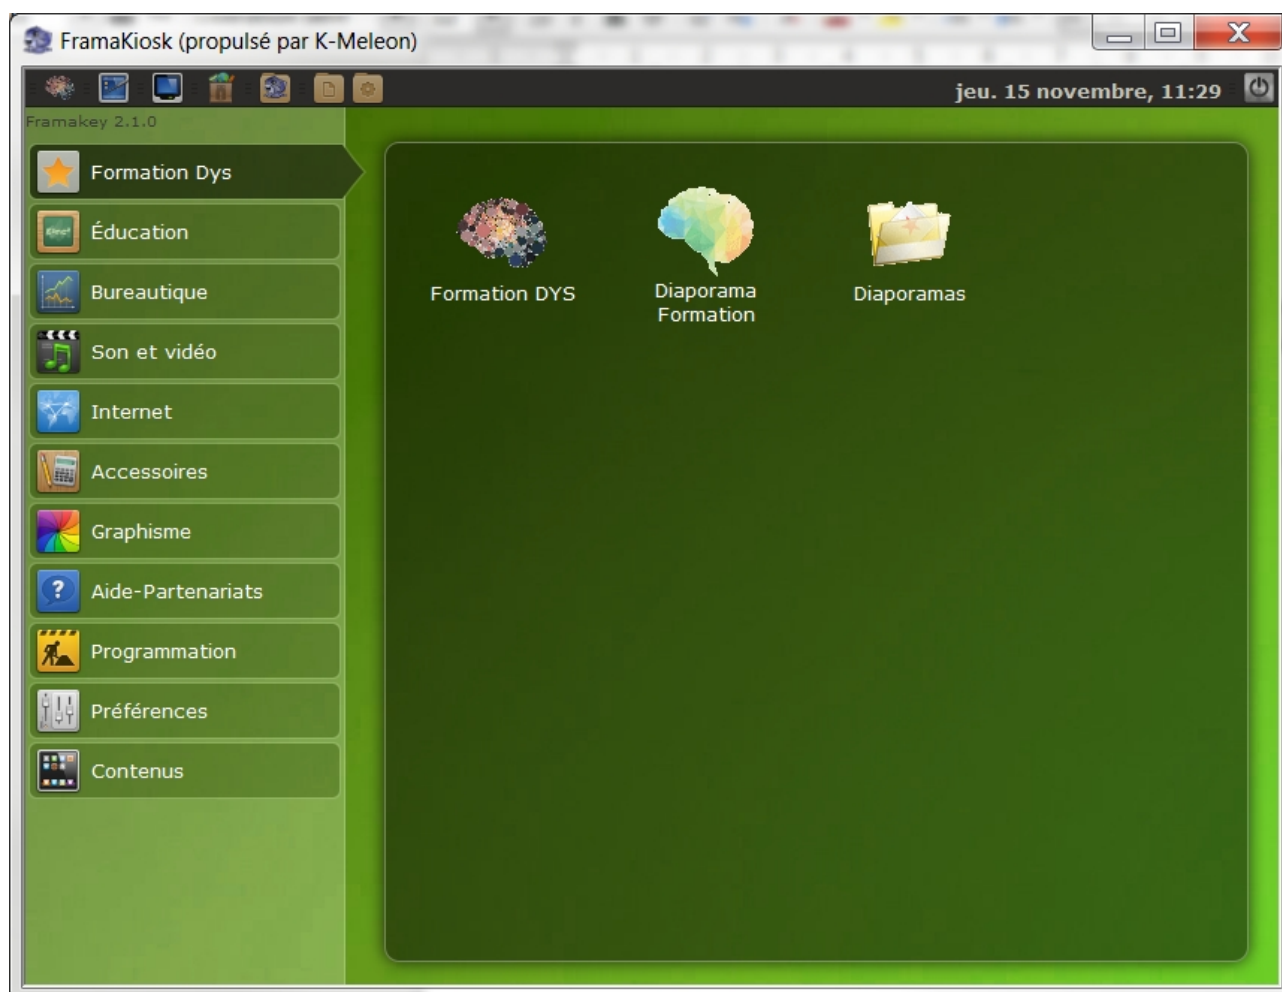 FramaKiosk (propulsé par K-Meleon)
jeu. 15 novembre, 11:29
Framakey 2.1.0
Formation Dys
Éducation
Bureautique
Son et vidéo
Internet
Accessoires
Graphisme
Aide-Partenariats
Programmation
Préférences
Contenus
Formation DYS
Diaporama
Formation
Diaporamas